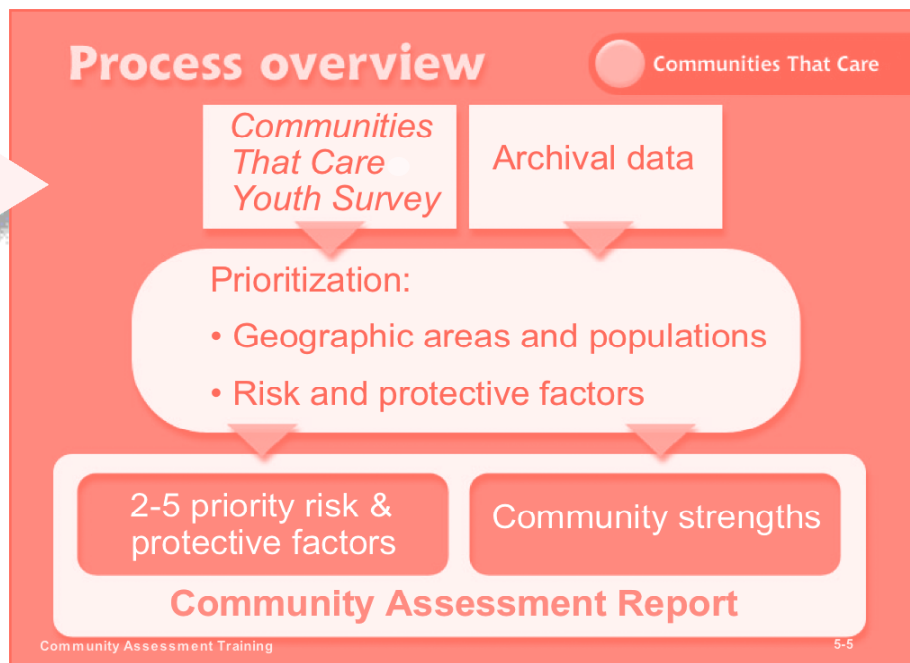 Process overview
Communities That Care
Communities
That Care
Youth Survey
Archival data
Prioritization:
• Geographic areas and populations
• Risk and protective factors
2-5 priority risk &
protective factors
Community strengths
Community Assessment Report
Community Assessment Training
5-5